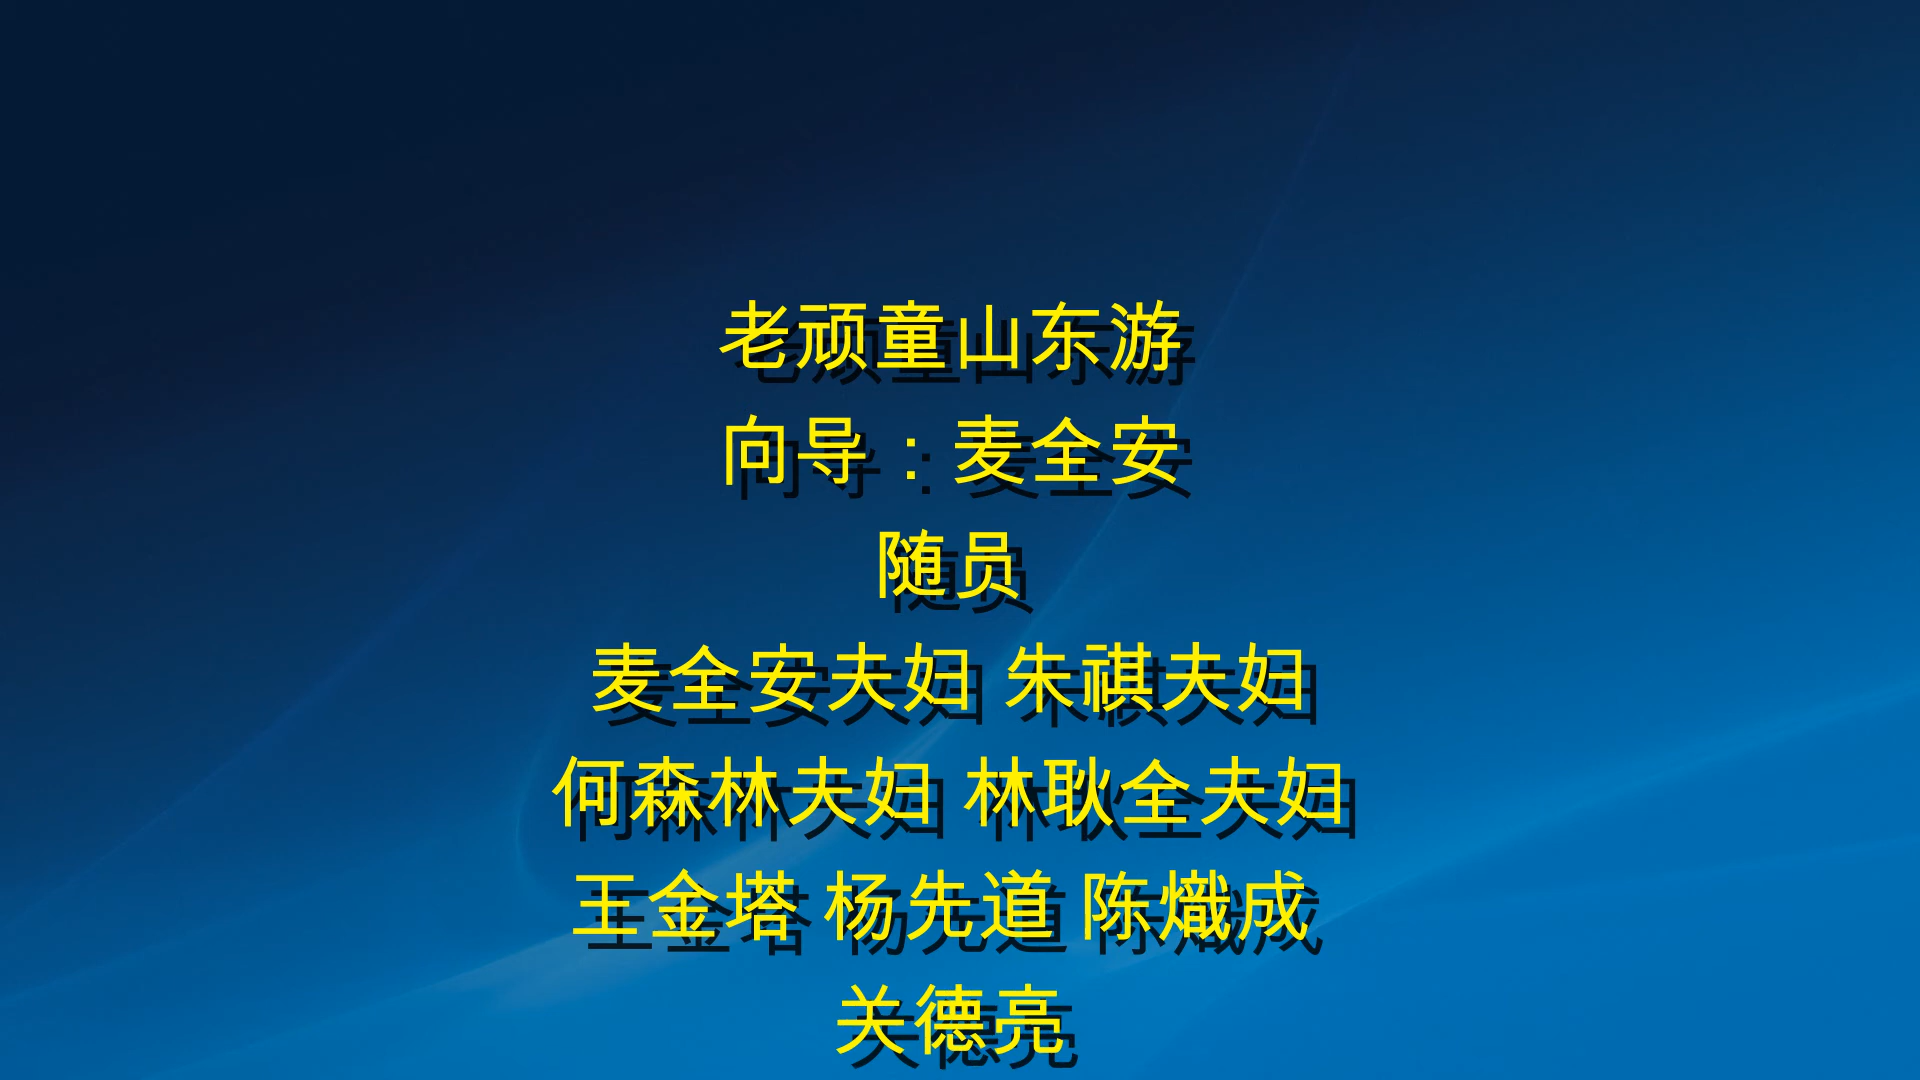 老顽童山东游
向导：麦全安
随员
麦全安夫妇 朱祺夫妇
何森林夫妇 林耿全夫妇
王金塔 杨先道 陈熾成
关德亮